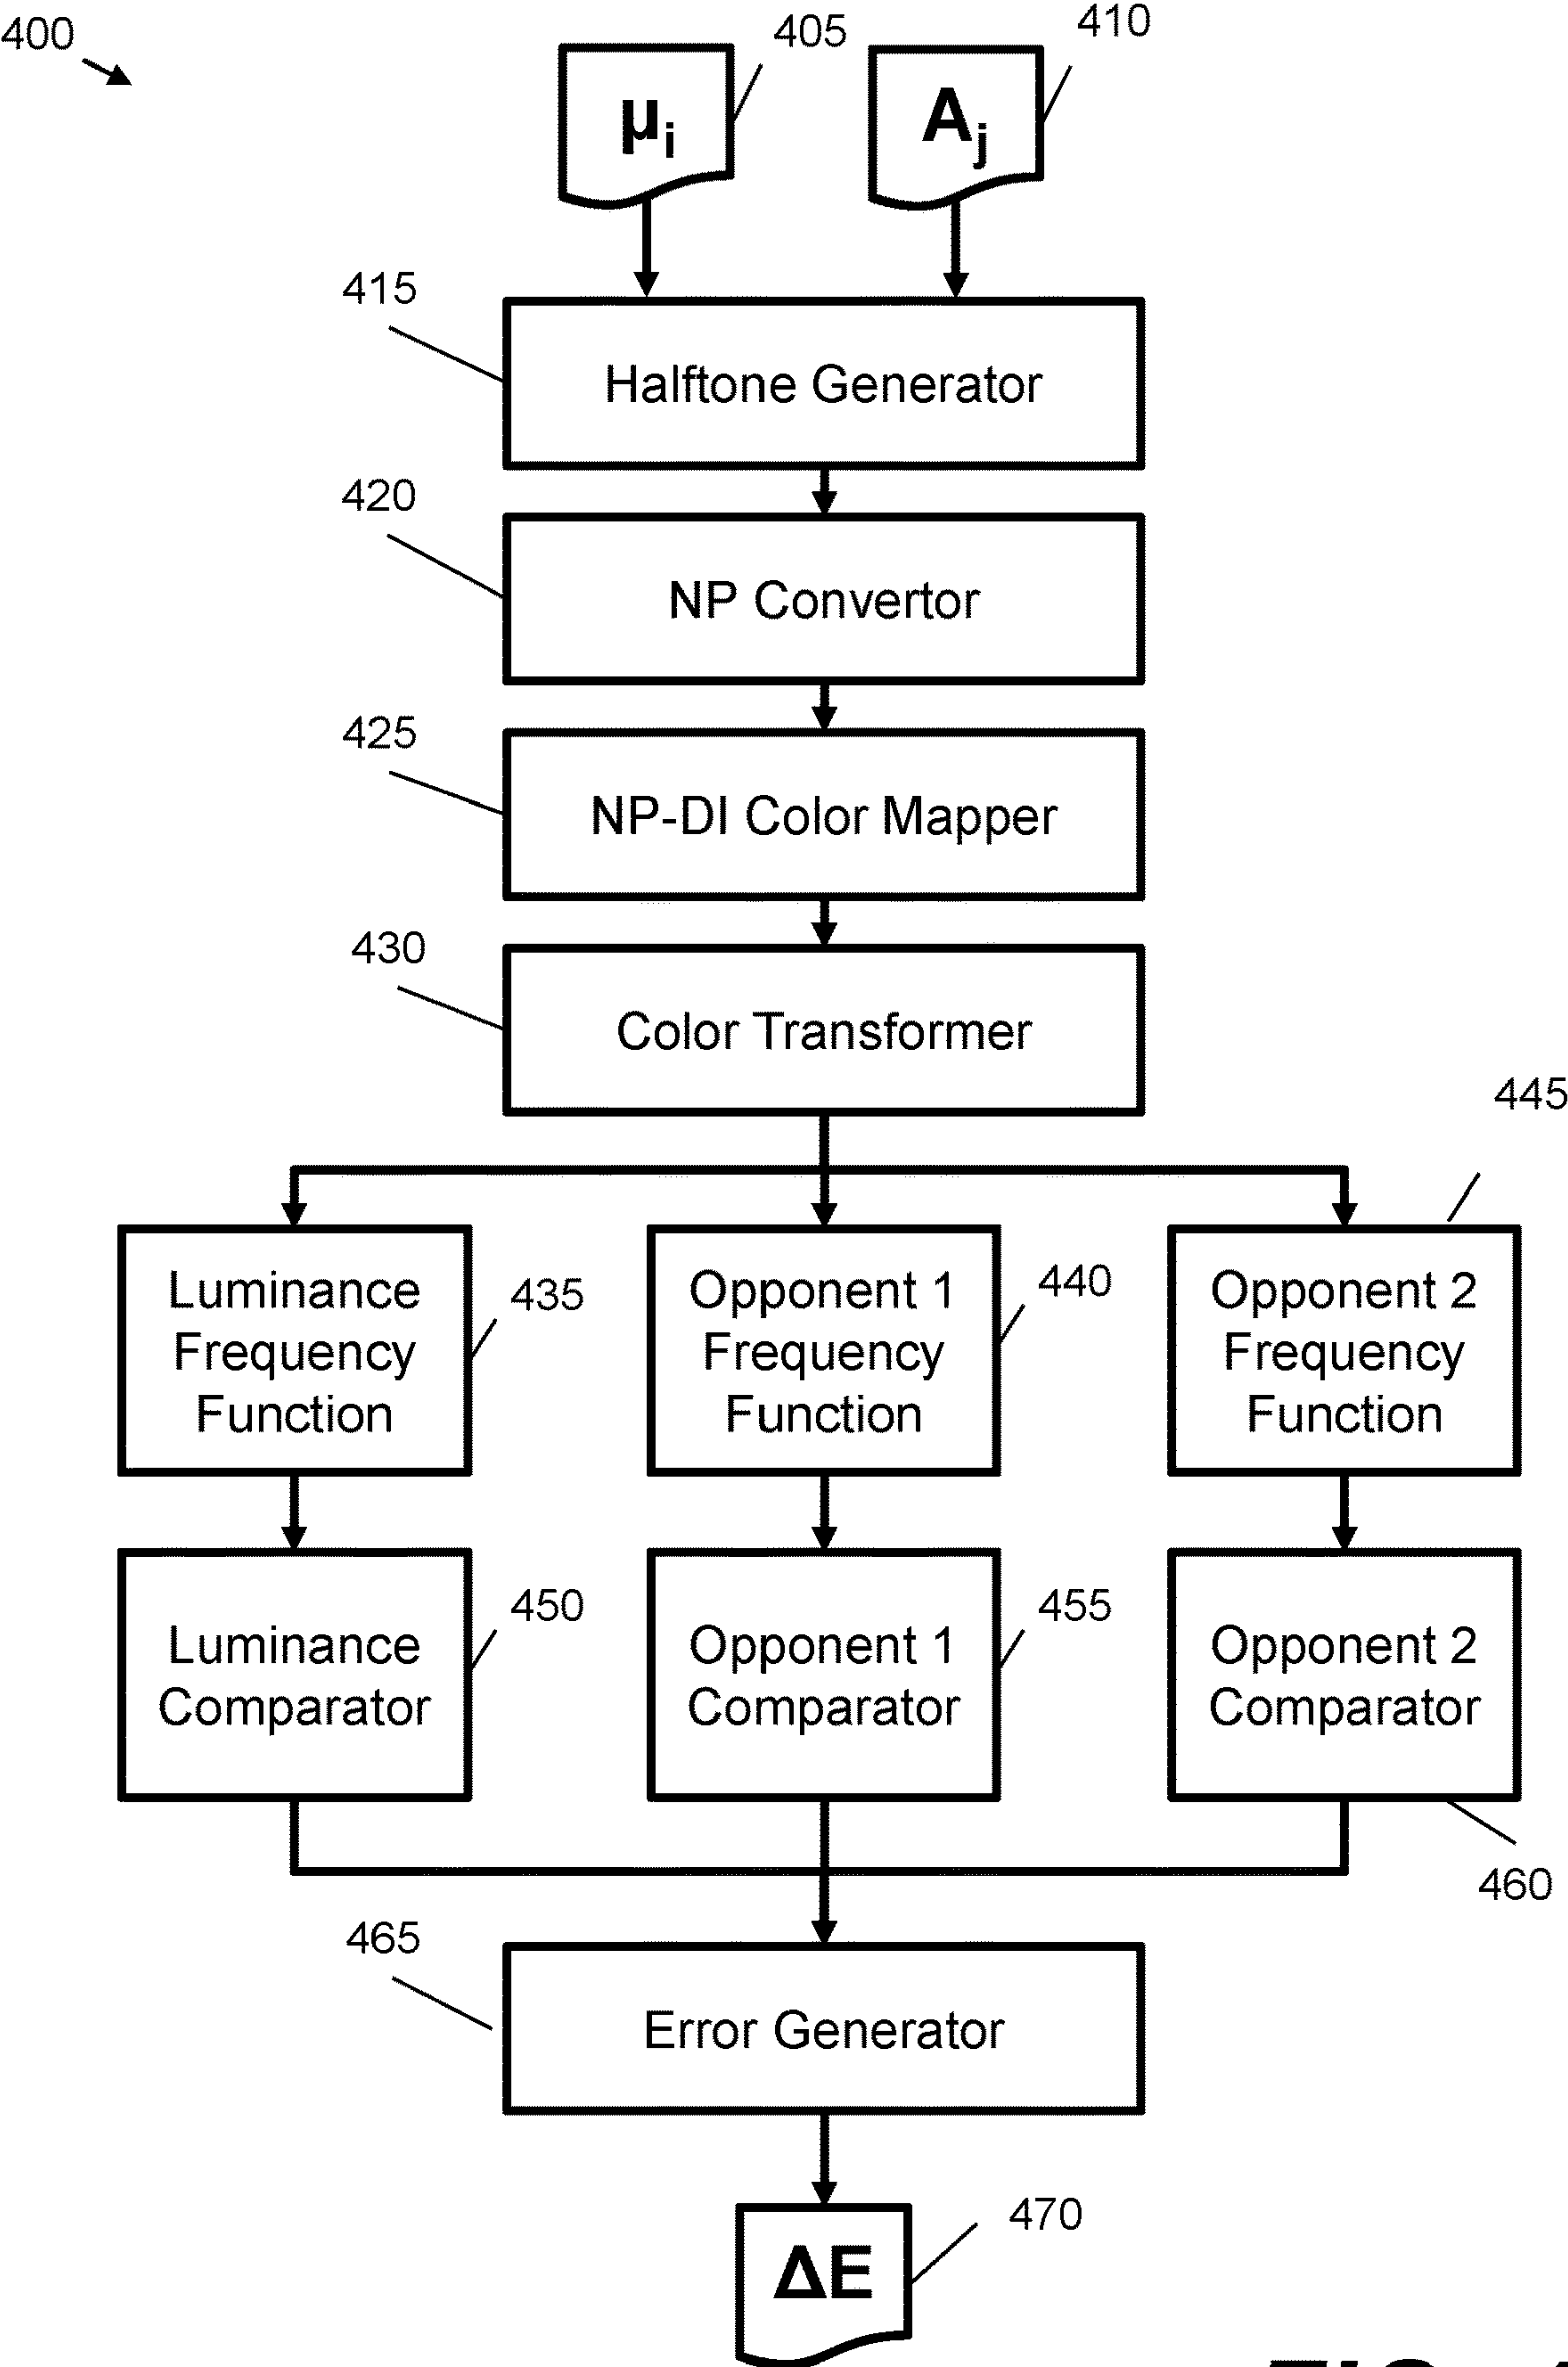 400
405
410
μi
Aj
415
Halftone Generator
420
NP Convertor
425
NP-DI Color Mapper
430
Color Transformer
445
Luminance
Frequency
Function
435
Opponent 1
Frequency
Function
440
Opponent 2
Frequency
Function
Luminance
Comparator
450
Opponent 1
Comparator
455
Opponent 2
Comparator
460
465
Error Generator
470
ΔE